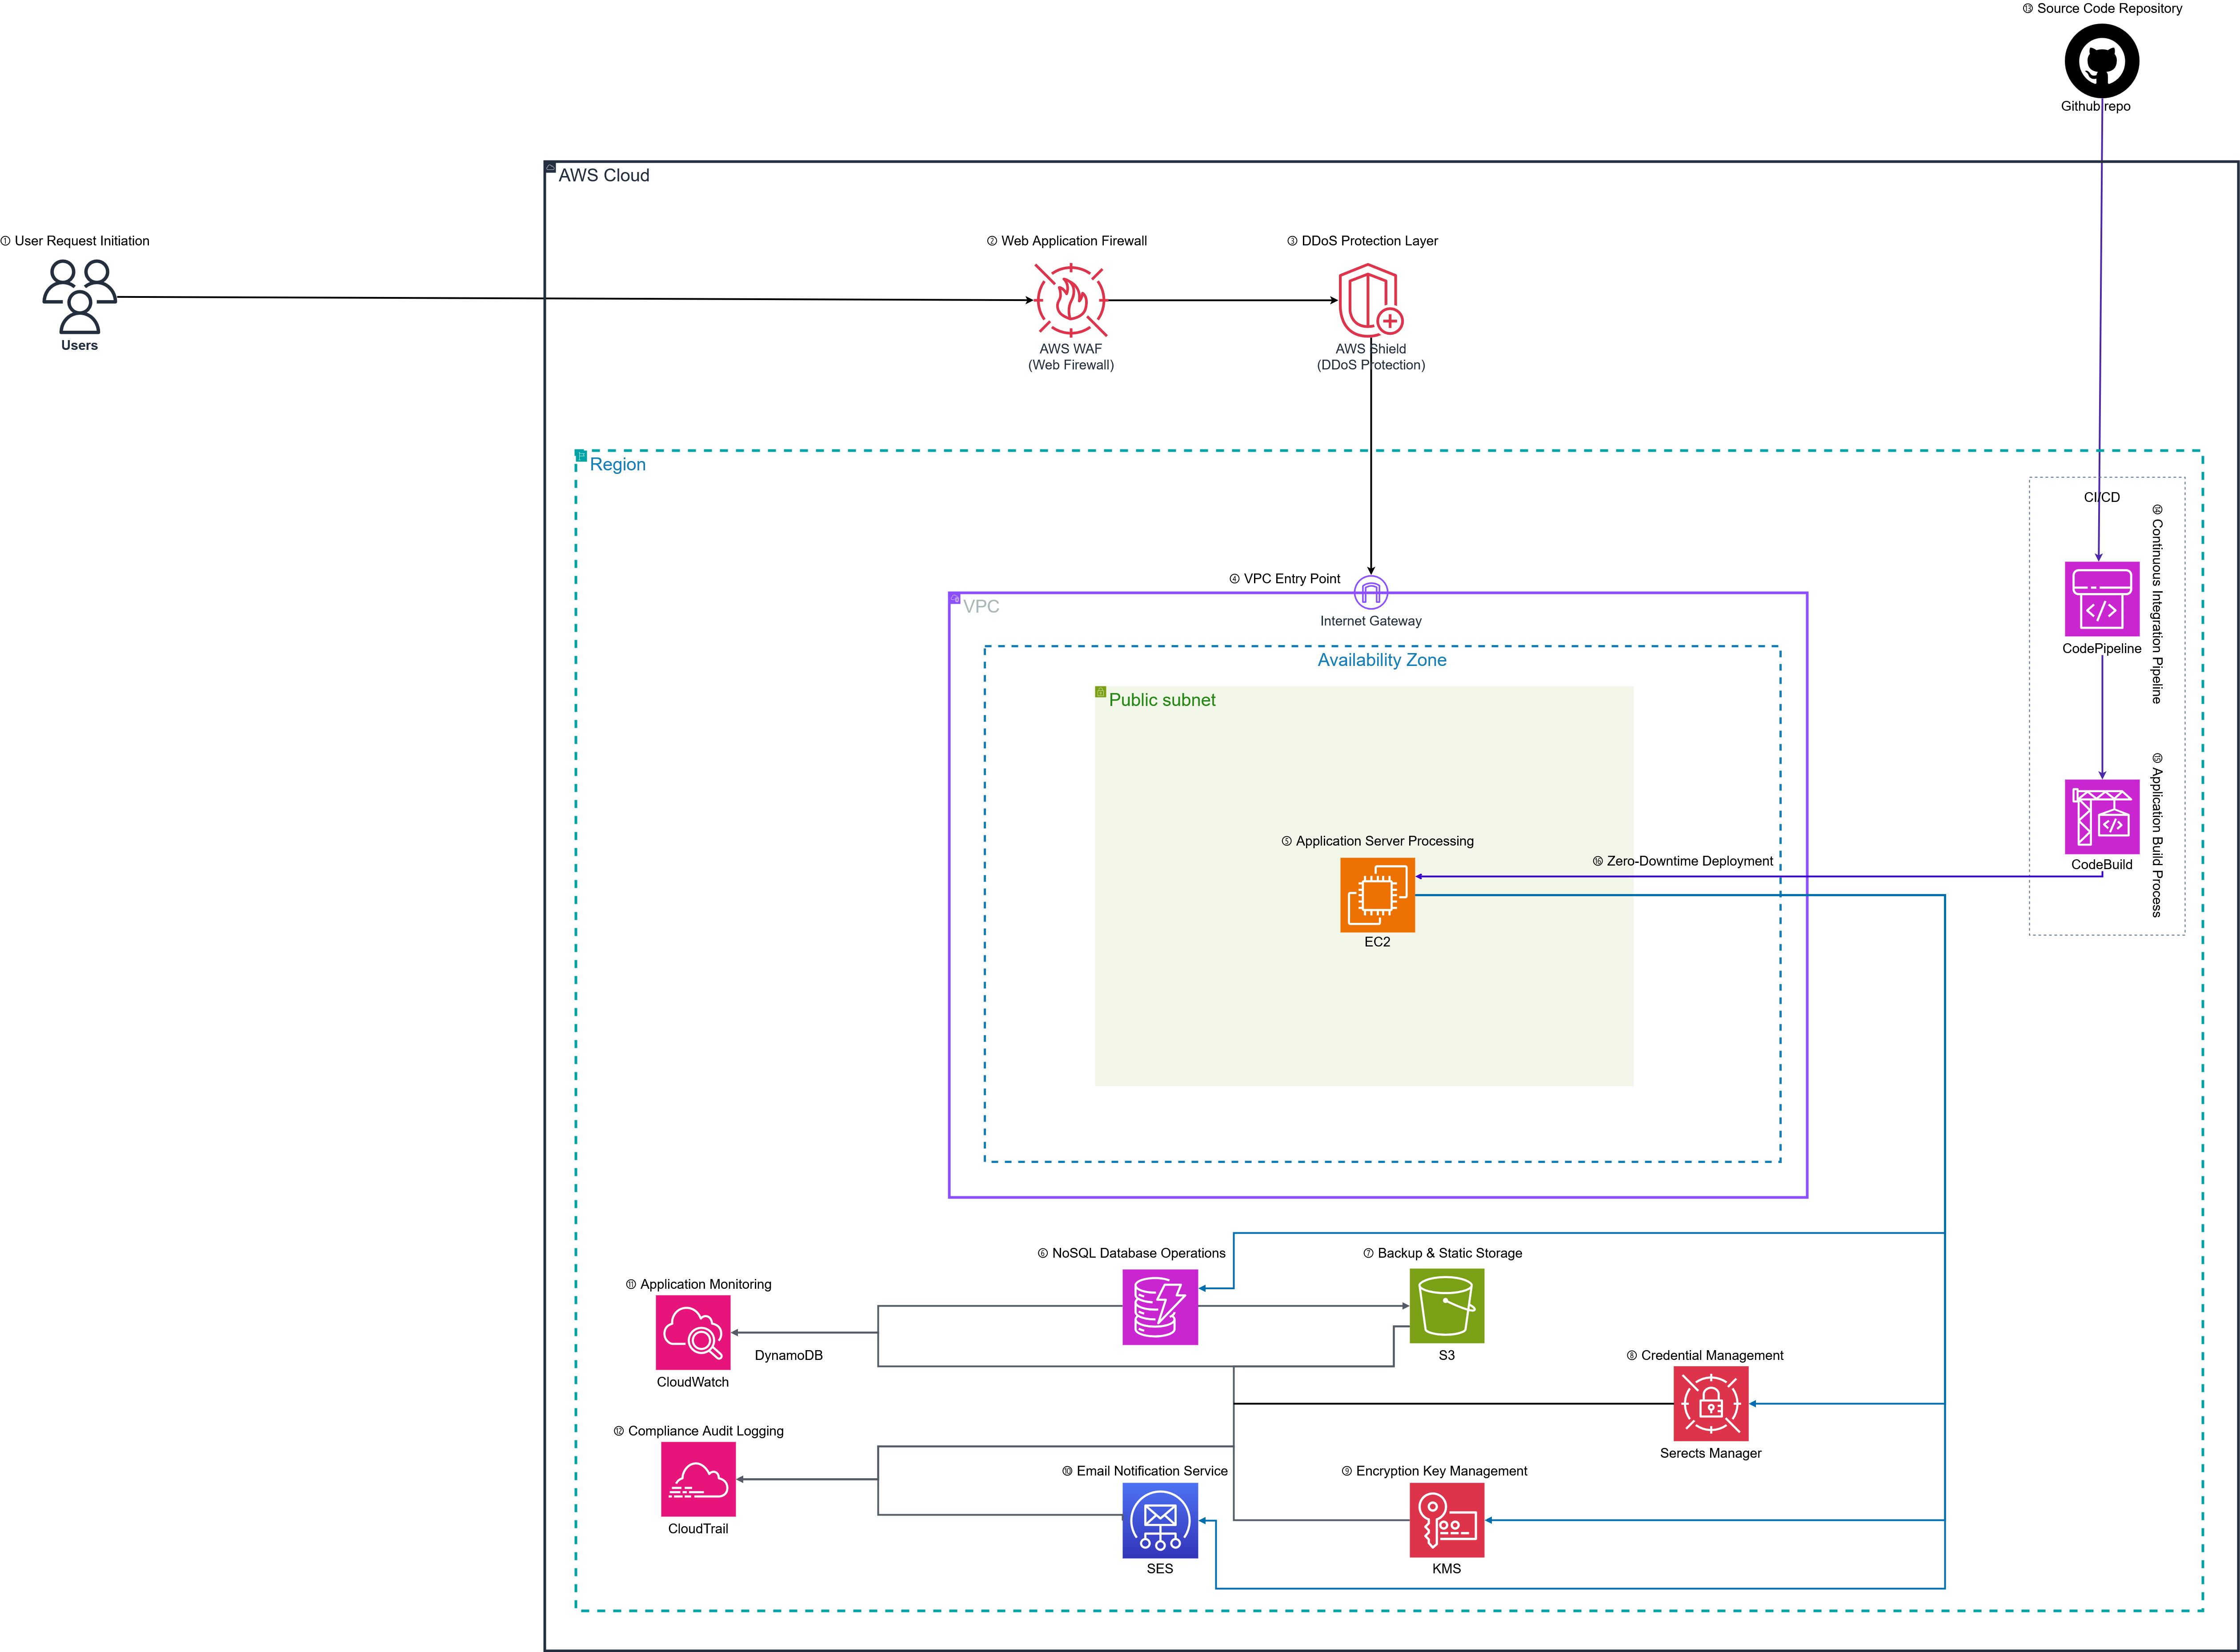 ⑬ Source Code Repository
Github repo
AWS Cloud
① User Request Initiation
Users
② Web Application Firewall
AWS WAF
(Web Firewall)
③ DDoS Protection Layer
AWS Shield
(DDoS Protection)
Region
CI/CD
⑭ Continuous Integration Pipeline
CodePipeline
④ VPC Entry Point
VPC
Internet Gateway
Availability Zone
Public subnet
⑮ Application Build Process
CodeBuild
⑤ Application Server Processing
⑯ Zero-Downtime Deployment
EC2
⑥ NoSQL Database Operations
⑦ Backup & Static Storage
⑪ Application Monitoring
DynamoDB
S3
CloudWatch
⑧ Credential Management
Serects Manager
⑫ Compliance Audit Logging
CloudTrail
⑩ Email Notification Service
⑨ Encryption Key Management
SES
KMS